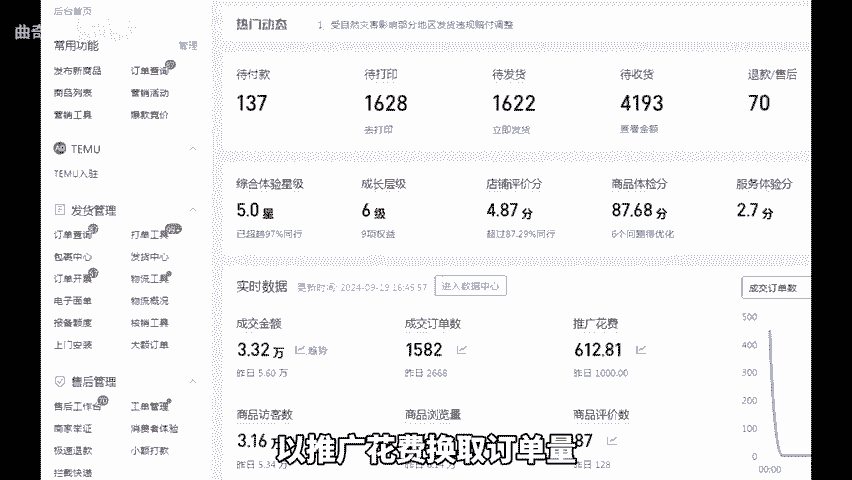 后台首页
曲奇
常用功能 管理
发布新商品 订单查询
商品列表 营销活动
营销工具 爆款竞价
TEMU
TEMU入驻
发货管理
订单查询 打单工具 99+
包裹中心 发货中心
订单开票 物流工具
电子面单 物流概况
报备额度 核销工具
上门安装 大额订单
售后管理
售后工作台 70 工单管理
商家举证 消费者体验
极速退款 小额打款
拦截快递
热门动态 1. 受自然灾害影响部分地区发货违规赔付调整
待付款 待打印 待发货 待收货 退款/售后
137 1628 1622 4193 70
去打印 立即发货 查看金额
综合体验星级 成长层级 店铺评价分 商品体检分 服务体验分
5.0 星 6 级 4.87 分 87.68 分 2.7 分
已超越97%同行 9项权益 超过87.29%同行 6个问题待优化
实时数据 更新时间: 2024-09-19 16:45:57 进入数据中心 成交订单数
成交金额 成交订单数 推广花费
3.32 万 趋势 1582 612.81
昨日 5.60 万 昨日 2668 昨日 1000.00
500
400
300
200
100
0
00:00
商品访客数 商品浏览量 商品评价数
3.16 万 87
昨日 5.34 万 昨日 128
以推广花费换取订单量